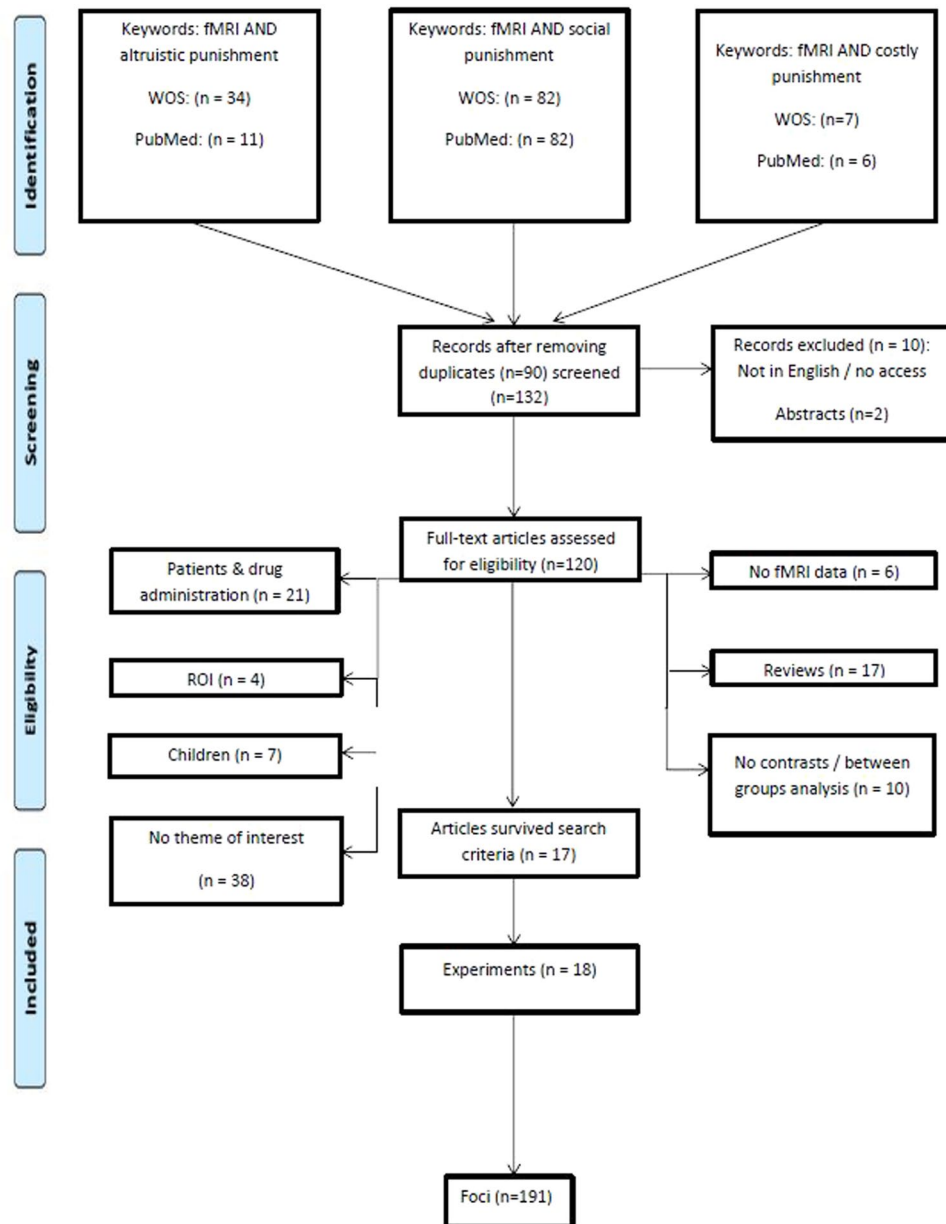 Identification
Keywords: fMRI AND
altruistic punishment
WOS: (n = 34)
PubMed: (n = 11)
Keywords: fMRI AND social
punishment
WOS: (n = 82)
PubMed: (n = 82)
Keywords: fMRI AND costly
punishment
WOS: (n=7)
PubMed: (n = 6)
Screening
Records after removing
duplicates (n=90) screened
(n=132)
Records excluded (n = 10):
Not in English / no access
Abstracts (n=2)
Eligibility
Full-text articles assessed
for eligibility (n=120)
Patients & drug
administration (n = 21)
ROI (n = 4)
Children (n = 7)
No theme of interest
(n = 38)
No fMRI data (n = 6)
Reviews (n = 17)
No contrasts / between
groups analysis (n = 10)
Articles survived search
criteria (n = 17)
Included
Experiments (n = 18)
Foci (n=191)